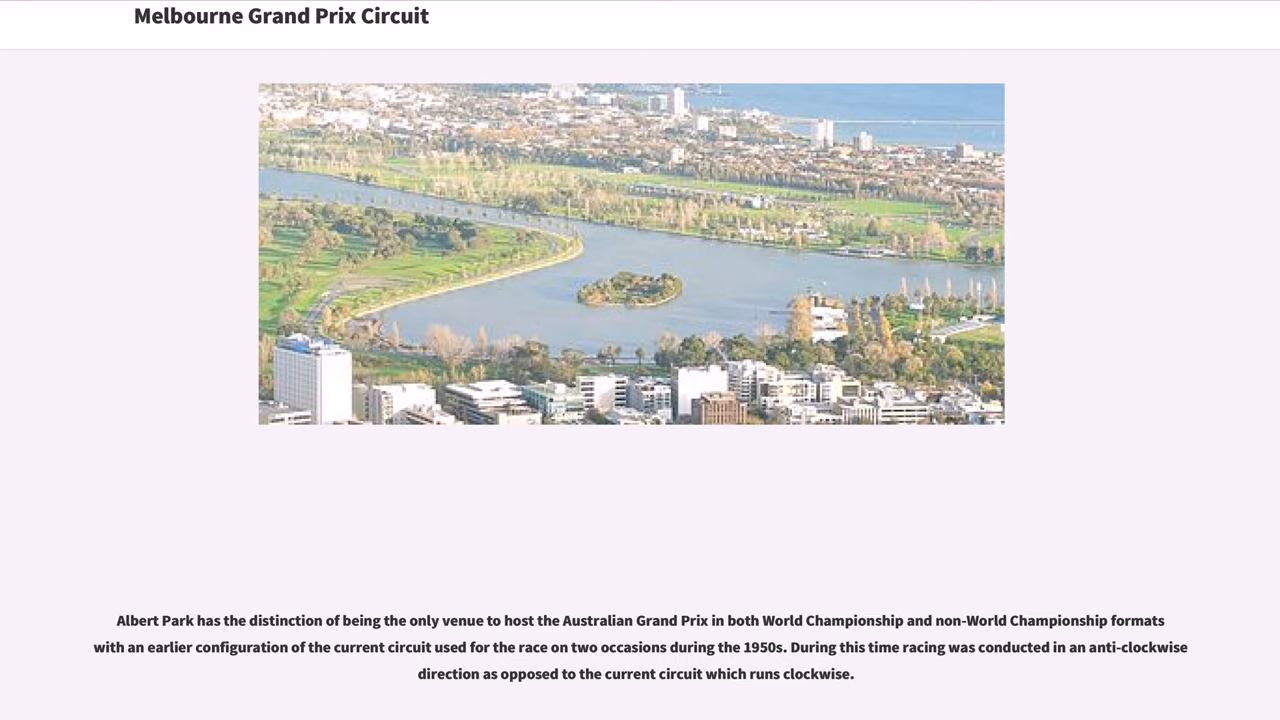 Melbourne Grand Prix Circuit
Albert Park has the distinction of being the only venue to host the Australian Grand Prix in both World Championship and non-World Championship formats
with an earlier configuration of the current circuit used for the race on two occasions during the 1950s. During this time racing was conducted in an anti-clockwise
direction as opposed to the current circuit which runs clockwise.